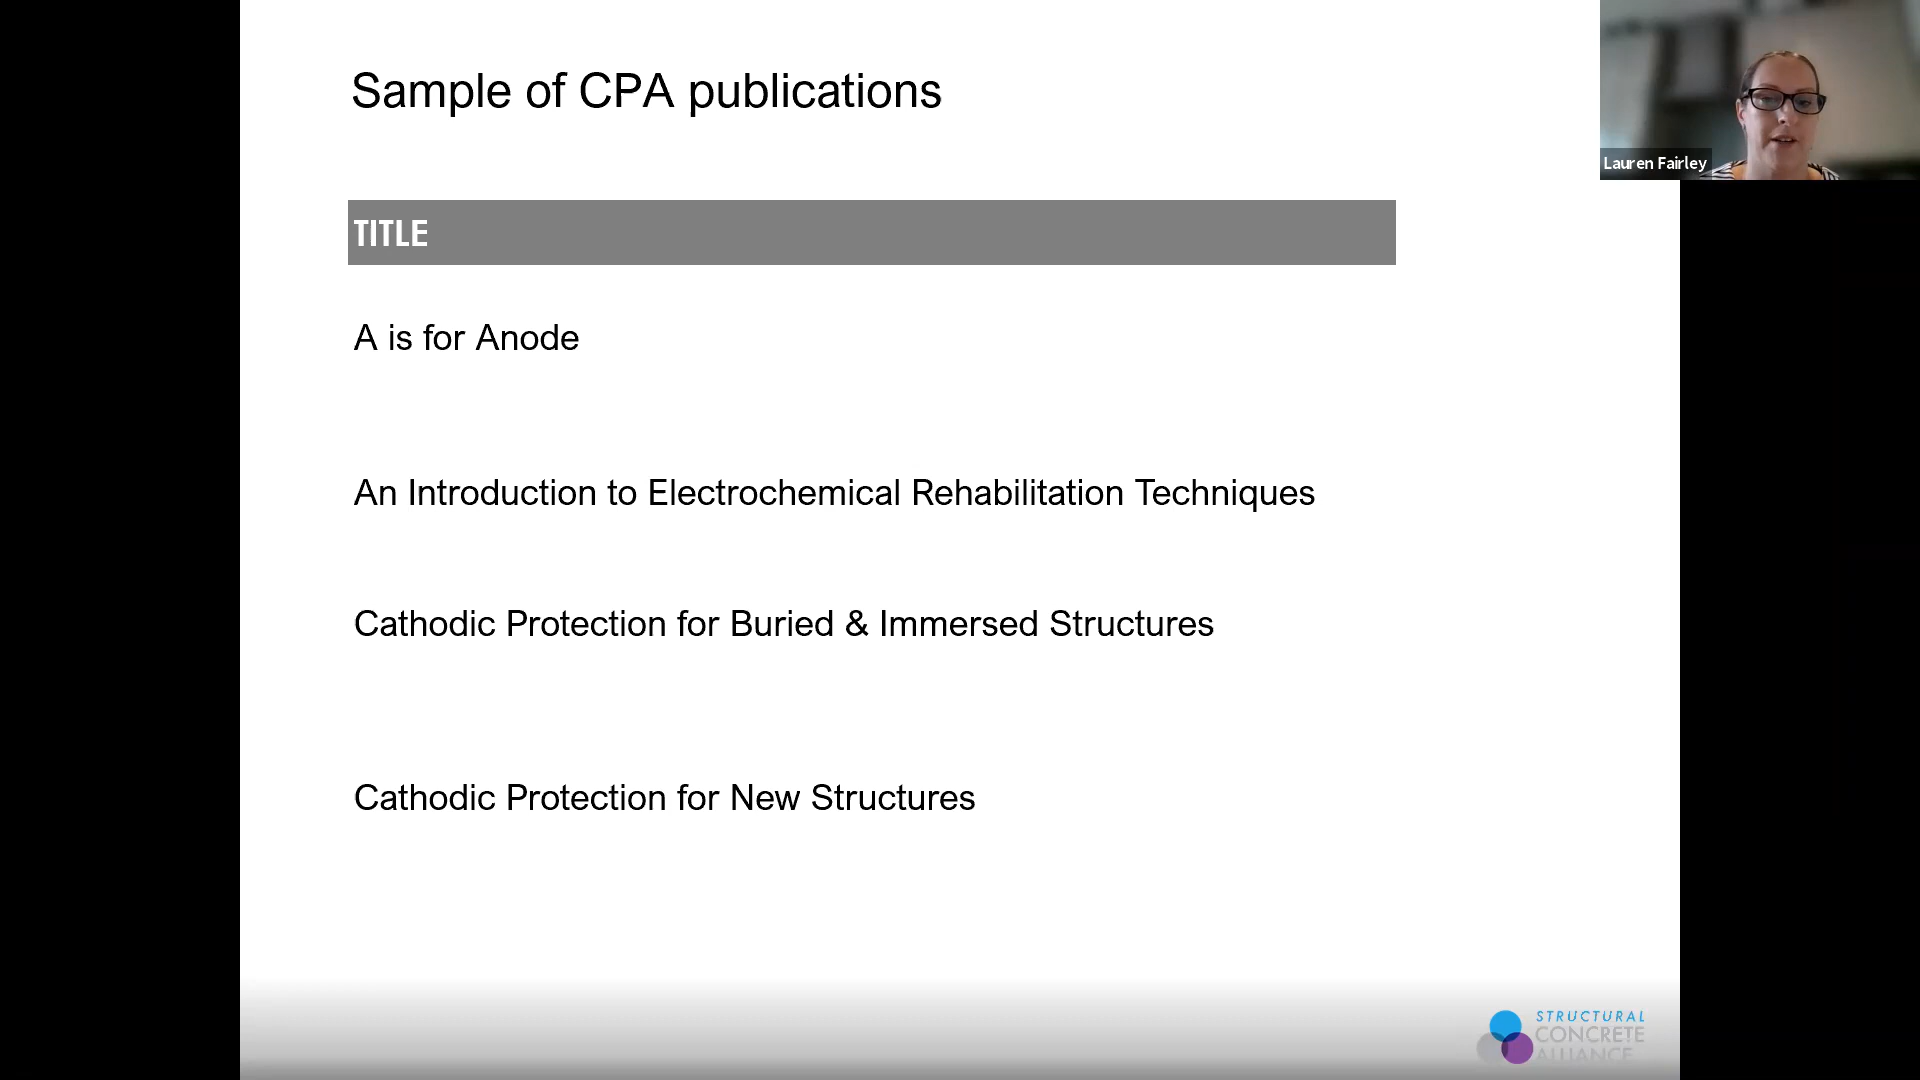 Sample of CPA publications
Lauren Fairley
TITLE
A is for Anode
An Introduction to Electrochemical Rehabilitation Techniques
Cathodic Protection for Buried & Immersed Structures
Cathodic Protection for New Structures
STRUCTURAL
CONCRETE
ALLIANCE